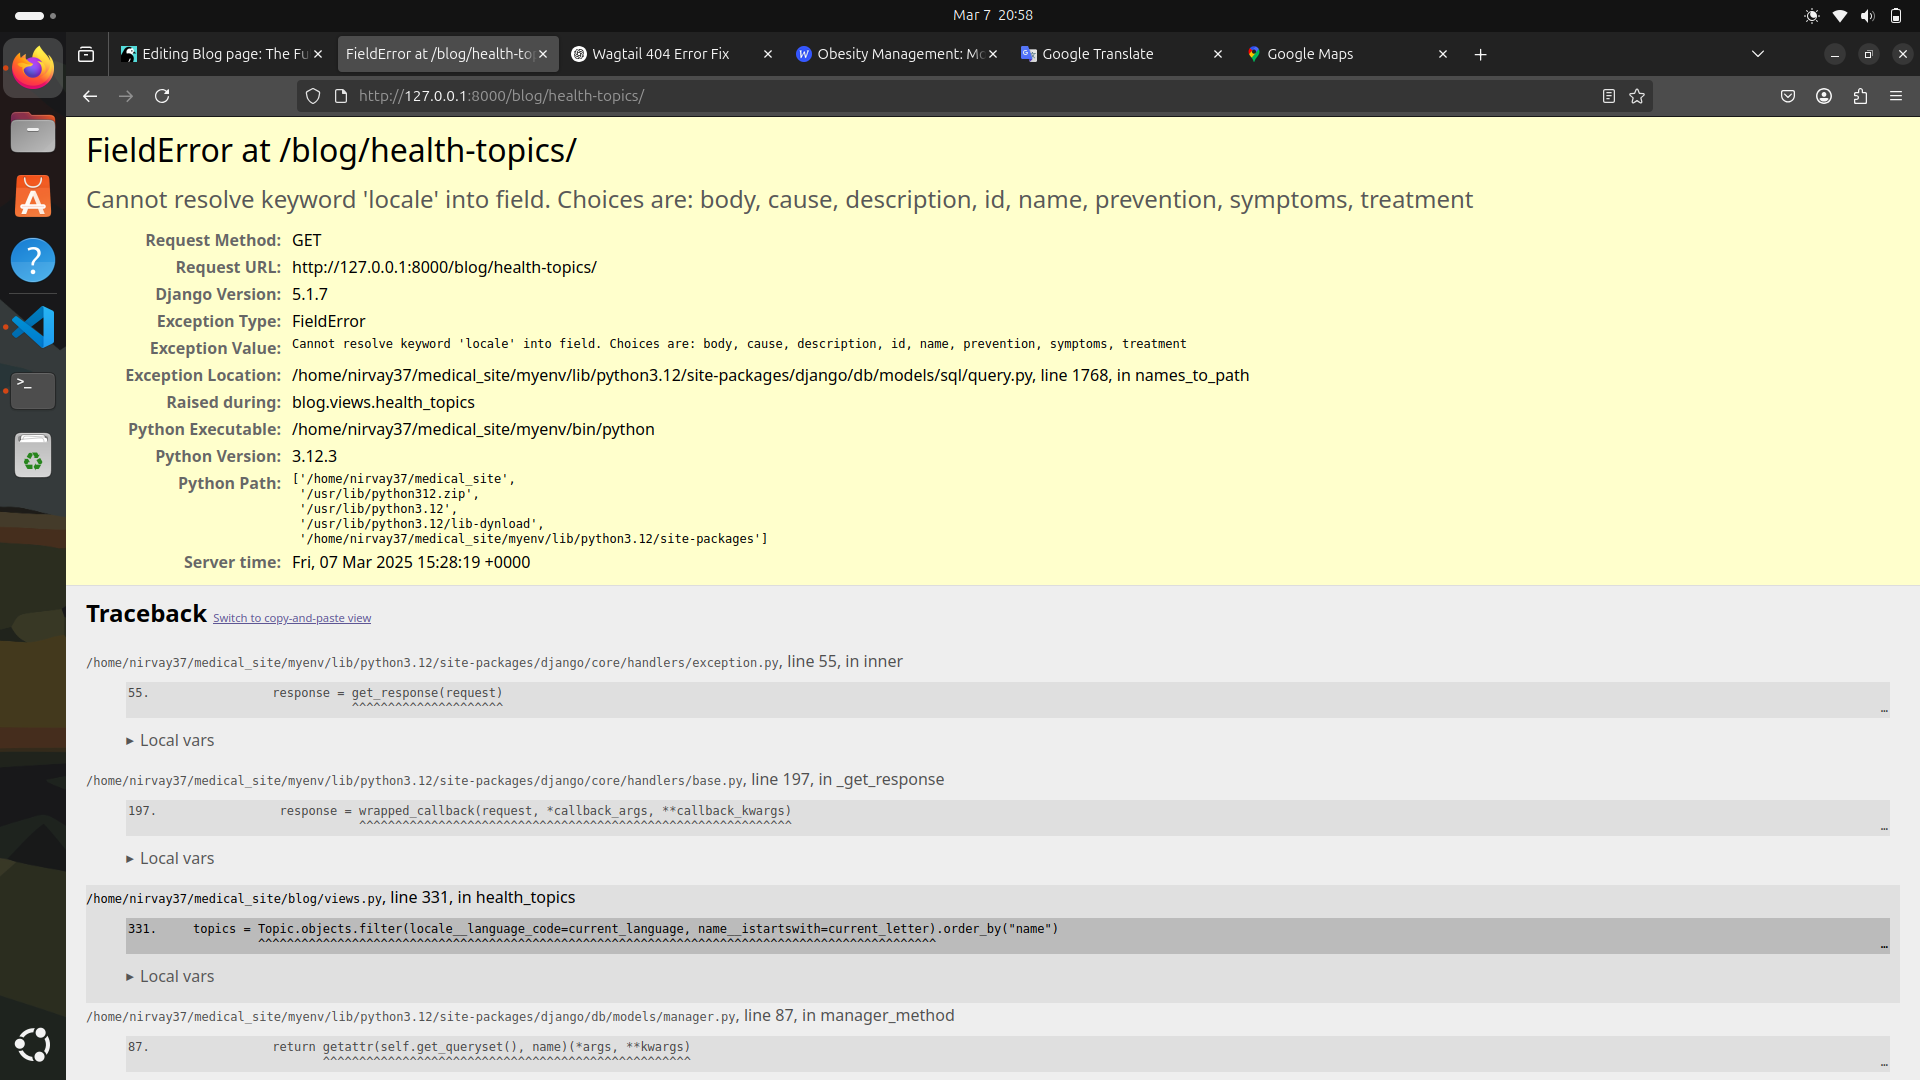 Mar 7 20:58
Editing Blog page: The Fu
FieldError at /blog/health-to
Wagtail 404 Error Fix
Obesity Management: Mo
Google Translate
Google Maps
http://127.0.0.1:8000/blog/health-topics/
FieldError at /blog/health-topics/
Cannot resolve keyword 'locale' into field. Choices are: body, cause, description, id, name, prevention, symptoms, treatment
Request Method: GET
Request URL: http://127.0.0.1:8000/blog/health-topics/
Django Version: 5.1.7
Exception Type: FieldError
Exception Value: Cannot resolve keyword 'locale' into field. Choices are: body, cause, description, id, name, prevention, symptoms, treatment
Exception Location: /home/nirvay37/medical_site/myenv/lib/python3.12/site-packages/django/db/models/sql/query.py, line 1768, in names_to_path
Raised during: blog.views.health_topics
Python Executable: /home/nirvay37/medical_site/myenv/bin/python
Python Version: 3.12.3
Python Path: ['/home/nirvay37/medical_site',
'/usr/lib/python312.zip',
'/usr/lib/python3.12',
'/usr/lib/python3.12/lib-dynload',
'/home/nirvay37/medical_site/myenv/lib/python3.12/site-packages']
Server time: Fri, 07 Mar 2025 15:28:19 +0000
Traceback Switch to copy-and-paste view
/home/nirvay37/medical_site/myenv/lib/python3.12/site-packages/django/core/handlers/exception.py, line 55, in inner
55. response = get_response(request)
^^^^^^^^^^^^^^^^^^^^^
…
▶ Local vars
/home/nirvay37/medical_site/myenv/lib/python3.12/site-packages/django/core/handlers/base.py, line 197, in _get_response
197. response = wrapped_callback(request, *callback_args, **callback_kwargs)
^^^^^^^^^^^^^^^^^^^^^^^^^^^^^^^^^^^^^^^^^^^^^^^^^^^^^^^^^^^^
…
▶ Local vars
/home/nirvay37/medical_site/blog/views.py, line 331, in health_topics
331. topics = Topic.objects.filter(locale__language_code=current_language, name__istartswith=current_letter).order_by("name")
^^^^^^^^^^^^^^^^^^^^^^^^^^^^^^^^^^^^^^^^^^^^^^^^^^^^^^^^^^^^^^^^^^^^^^^^^^^^^^^^^^^^^^^^^^^^^^
…
▶ Local vars
/home/nirvay37/medical_site/myenv/lib/python3.12/site-packages/django/db/models/manager.py, line 87, in manager_method
87. return getattr(self.get_queryset(), name)(*args, **kwargs)
^^^^^^^^^^^^^^^^^^^^^^^^^^^^^^^^^^^^^^^^^^^^^^^^^^^
…